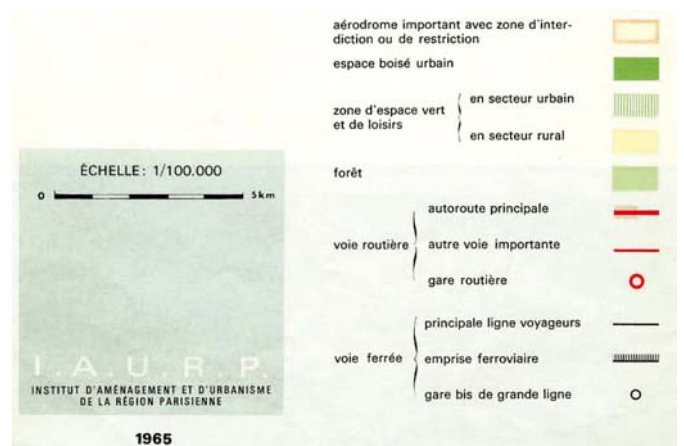 aérodrome important avec zone d'inter-
diction ou de restriction
espace boisé urbain
zone d'espace vert
et de loisirs
en secteur urbain
en secteur rural
forêt
voie routière
autoroute principale
autre voie importante
gare routière
voie ferrée
principale ligne voyageurs
emprise ferroviaire
gare bis de grande ligne
ÉCHELLE: 1/100.000
0 5km
I.A.U.R.P.
INSTITUT D'AMÉNAGEMENT ET D'URBANISME
DE LA RÉGION PARISIENNE
1965